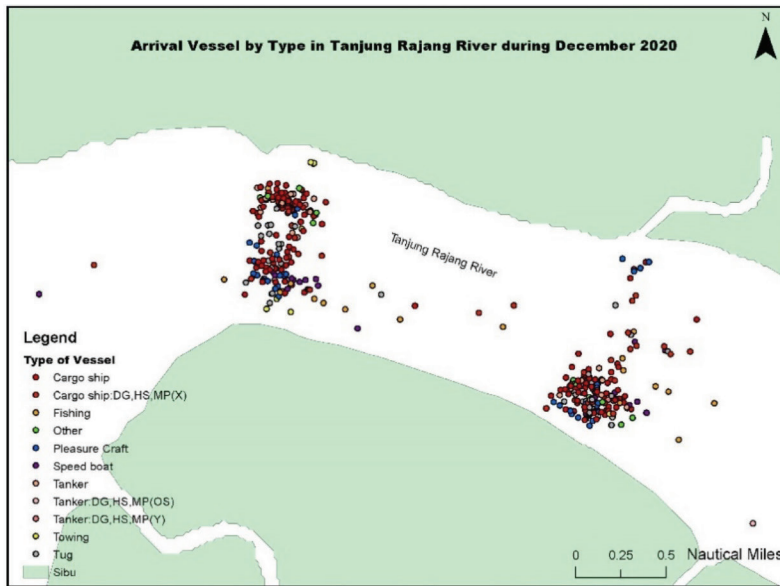 Arrival Vessel by Type in Tanjung Rajang River during December 2020
N
Tanjung Rajang River
Legend
Type of Vessel
Cargo ship
Cargo ship:DG,HS,MP(X)
Fishing
Other
Pleasure Craft
Speed boat
Tanker
Tanker:DG,HS,MP(OS)
Tanker:DG,HS,MP(Y)
Towing
Tug
Sibu
0 0.25 0.5 Nautical Miles